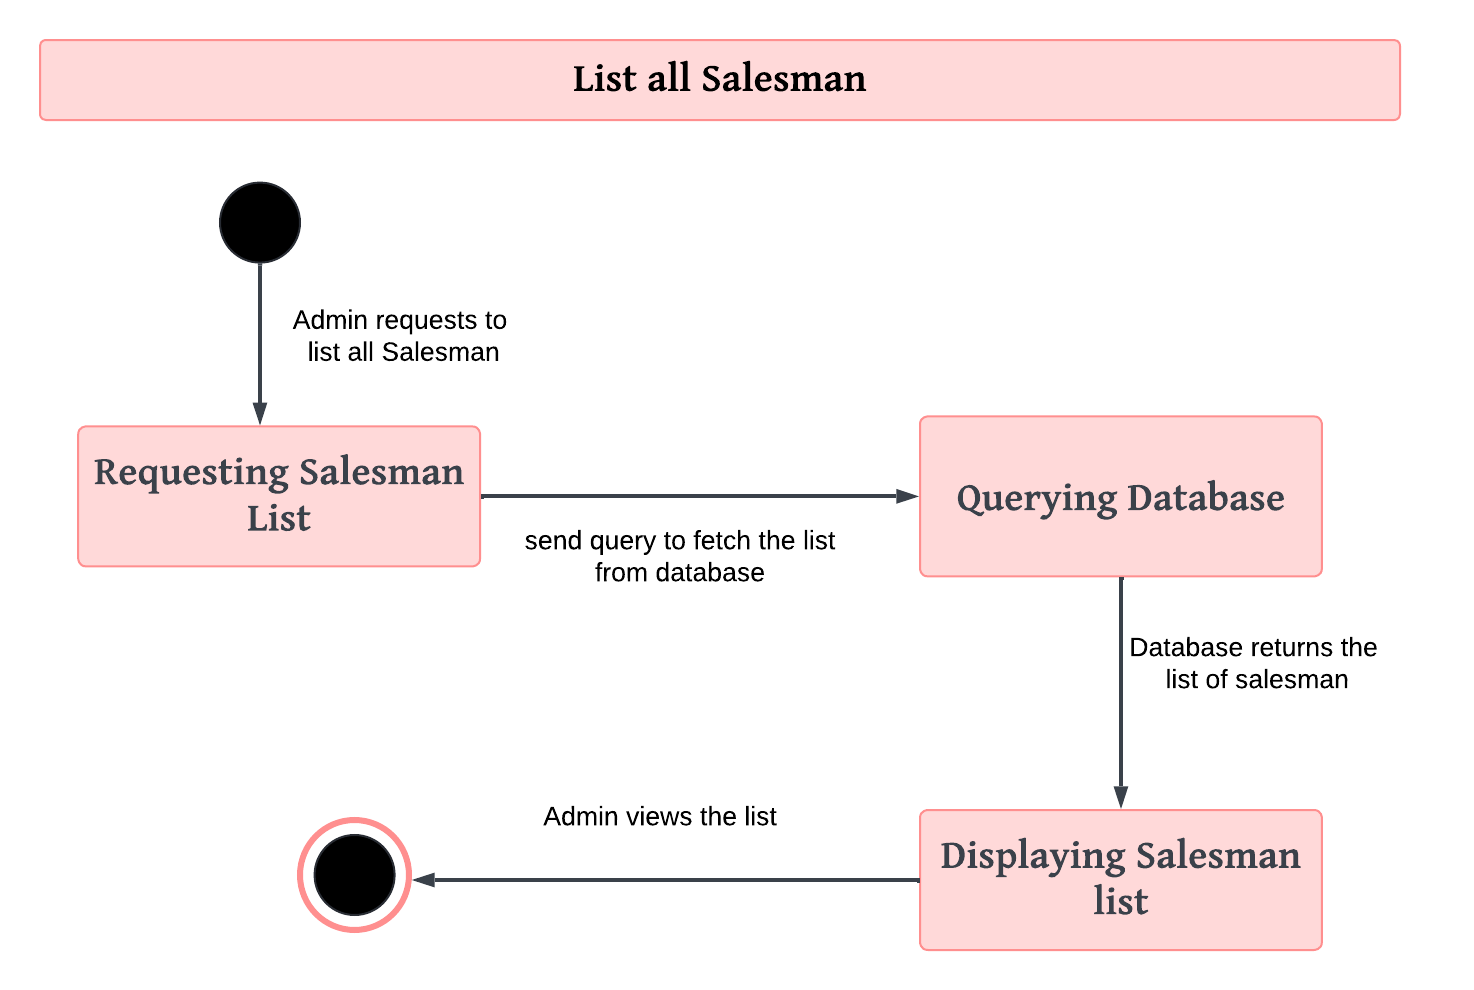 List all Salesman
Admin requests to
list all Salesman
Requesting Salesman
List
send query to fetch the list
from database
Querying Database
Database returns the
list of salesman
Displaying Salesman
list
Admin views the list